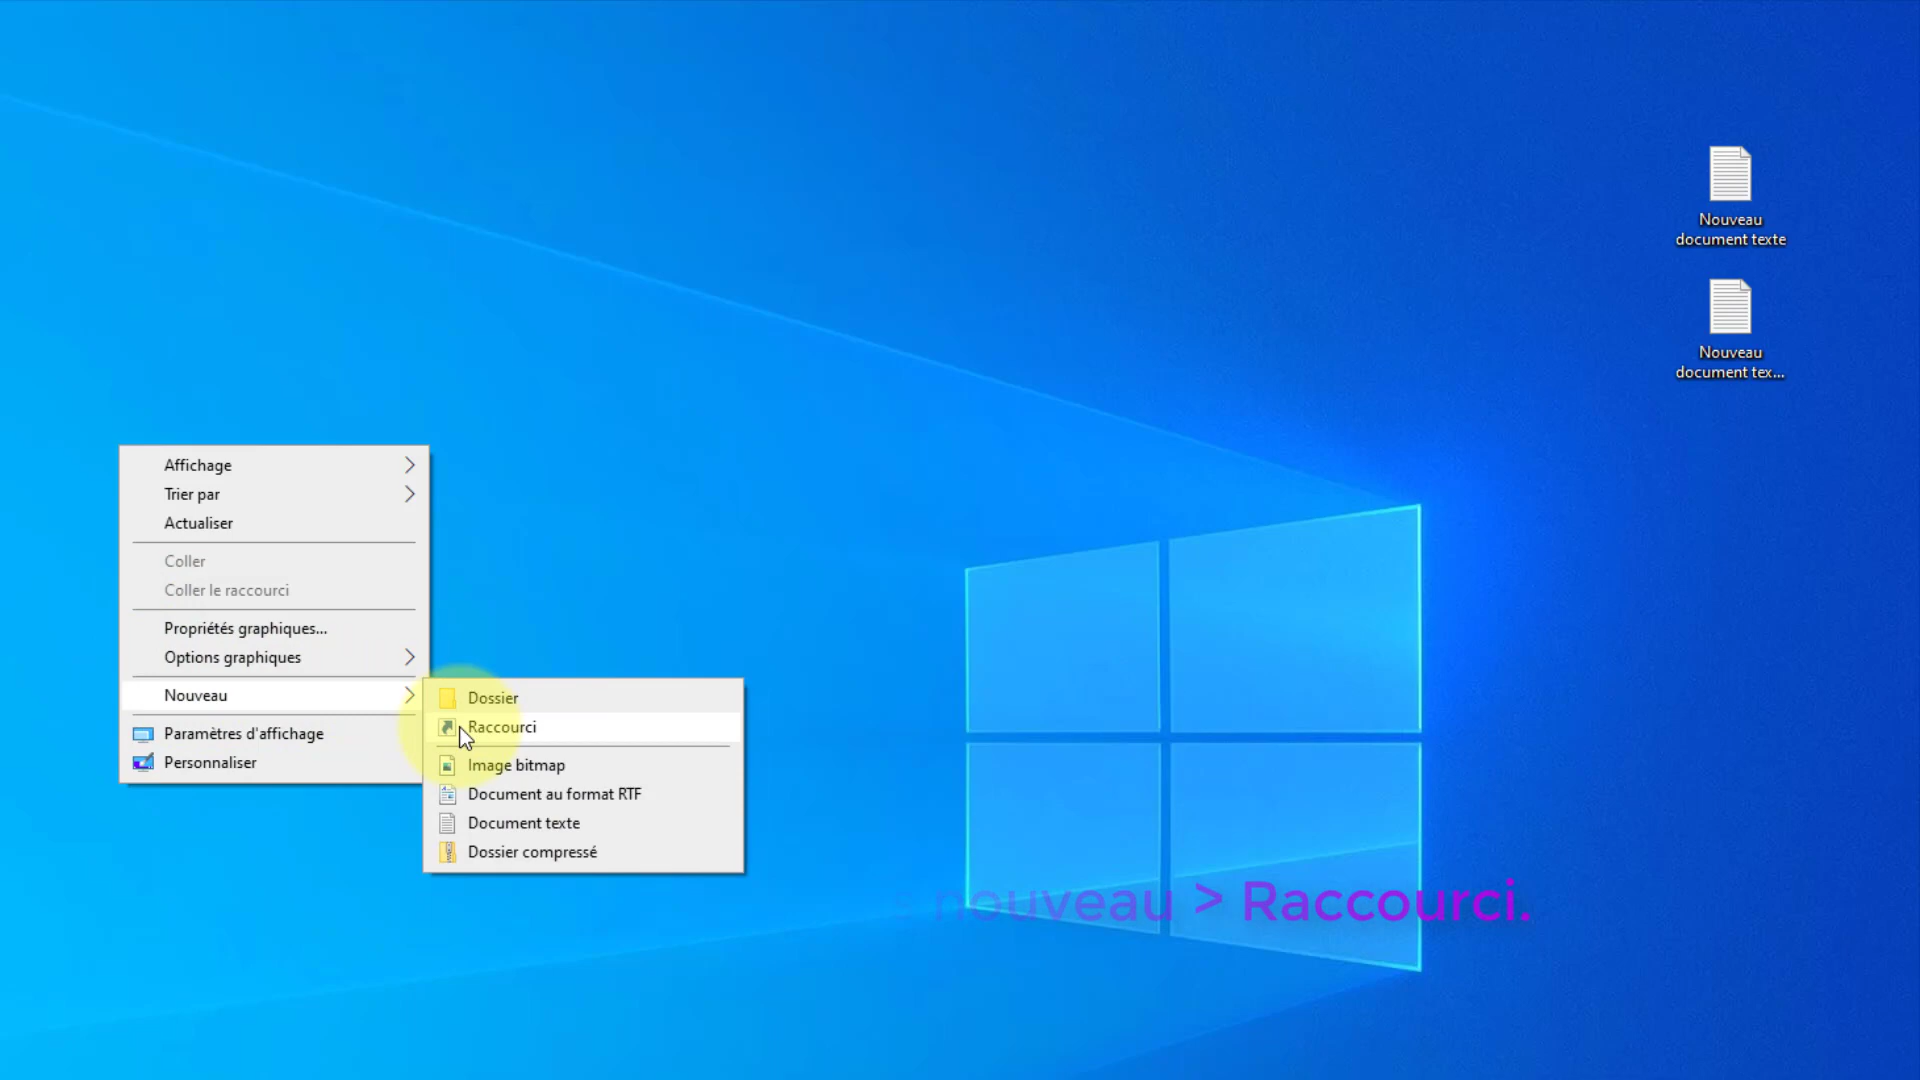 Nouveau
document texte
Nouveau
document tex...
Affichage
Trier par
Actualiser
Coller
Coller le raccourci
Propriétés graphiques...
Options graphiques
Nouveau
Paramètres d'affichage
Personnaliser
Dossier
Raccourci
Image bitmap
Document au format RTF
Document texte
Dossier compressé
s nouveau > Raccourci.